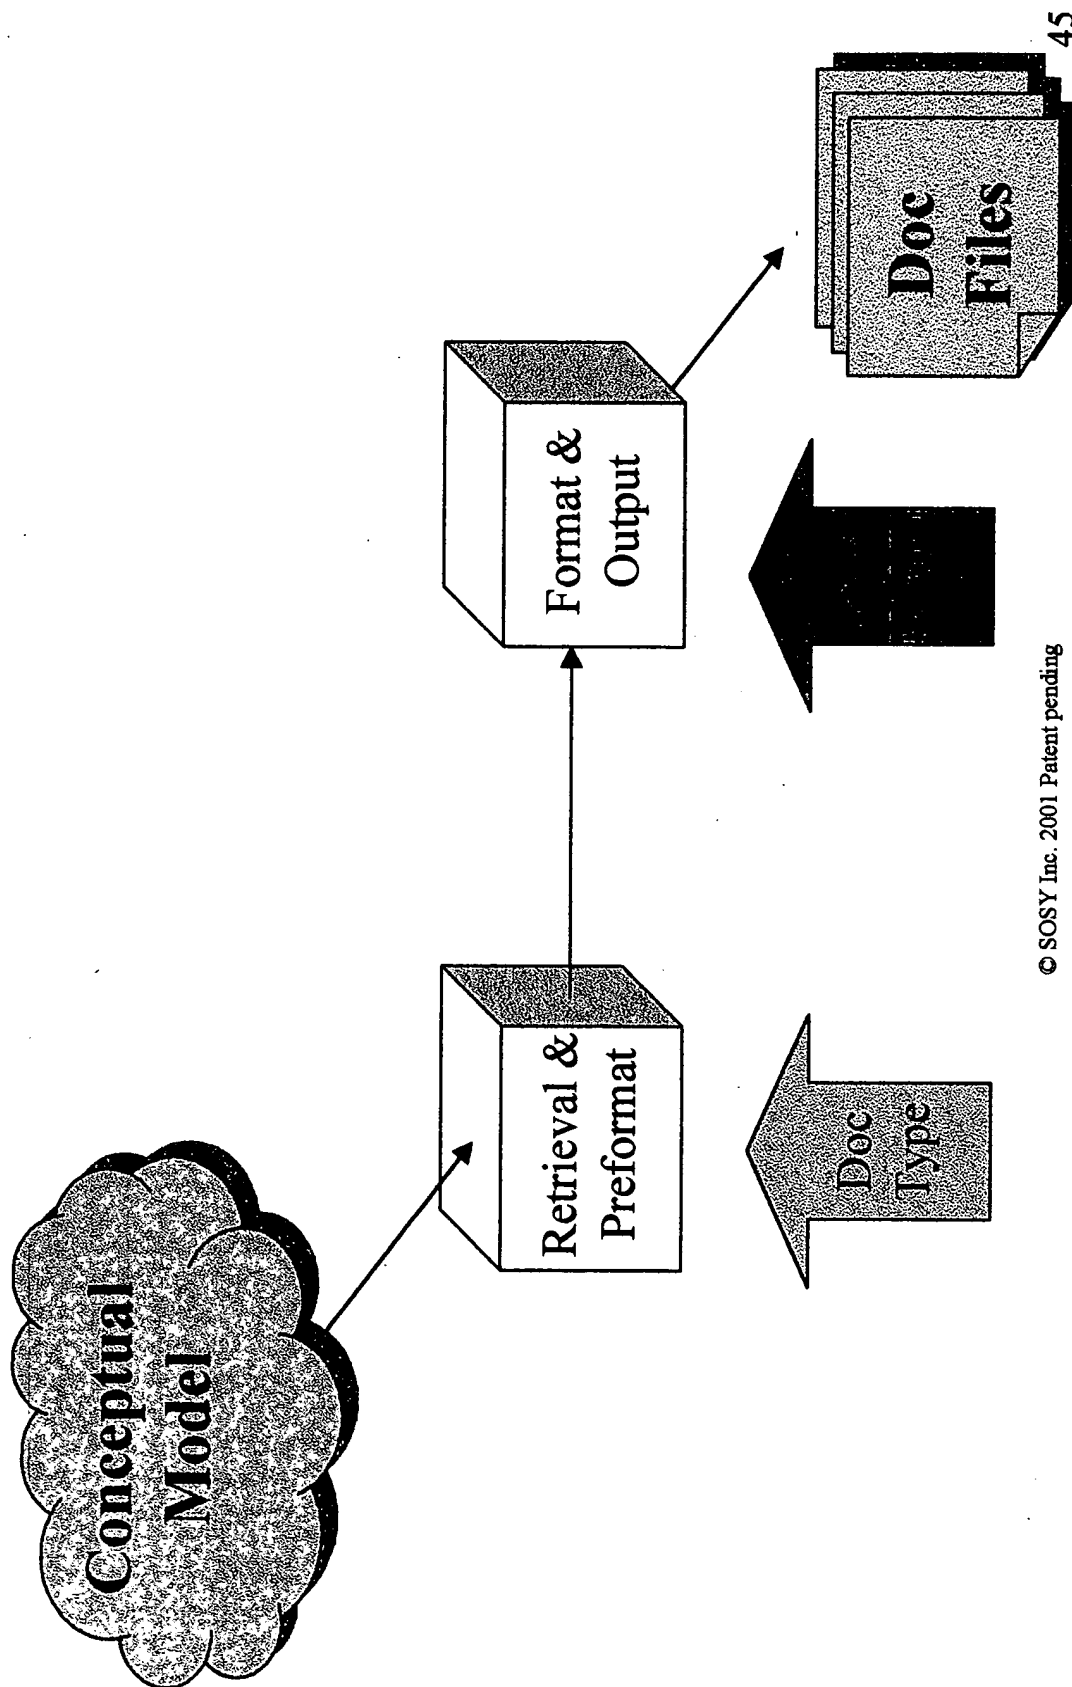 Conceptual
Model
Retrieval &
Preformat
Format &
Output
Doc
Type
Doc
Files
© SOSY Inc. 2001 Patent pending
45